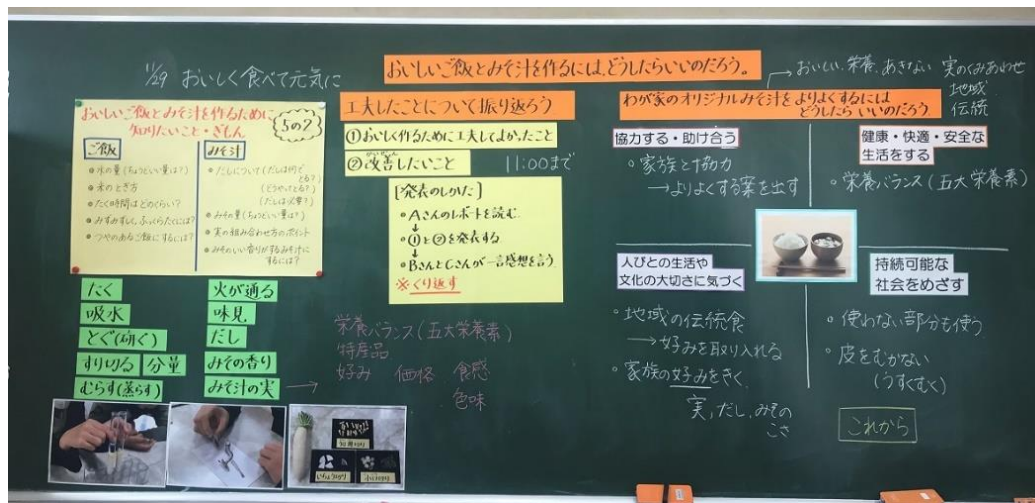 11/29 おいしく食べて元気に
おいしいご飯とみそ汁を作るには、どうしたらいいのだろう。
おいしいご飯とみそ汁を作るために
知りたいこと・ぎもん
5の2
ご飯
水の量(ちょうどいい量は?)
米のとぎ方
たく時間はどのくらい?
みずみずしくふっくらたくには?
つやのあるご飯にするには?
みそ汁
だしについて(だしは何でとる?)
(どうやってとる?)
(だしは必要?)
みその量(ちょうどいい量は?)
実の組み合わせ方のポイント
みそのいい香りがするみそ汁に
するには?
たく
吸水
とぐ(研ぐ)
すり切る
分量
むらす(蒸らす)
火が通る
味見
だし
みその香り
みそ汁の実
→
栄養バランス(五大栄養素)
特産品
好み 価格 食感
色味
いちょう切り
工夫したことについて振り返ろう
①おいしく作るために工夫してよかったこと
②改善したいこと
かいぜん
11:00まで
[発表のしかた]
Aさんのレポートを読む.
↓
①と②を発表する
↓
BさんとCさんが一言感想を言う.
※くり返す
わが家のオリジナルみそ汁をよりよくするには
どうしたらいいのだろう.
→おいしい、栄養、あきない 実のくみあわせ
地域
伝統
協力する・助け合う
家族と協力
→よりよくする案を出す
健康・快適・安全な
生活をする
栄養バランス(五大栄養素)
人びとの生活や
文化の大切さに気づく
・地域の伝統食
→好みを取り入れる
・家族の好みをきく
実,だし,みその
こさ
持続可能な
社会をめざす
・使わない部分も使う
・皮をむかない
(うすくむく)
これから